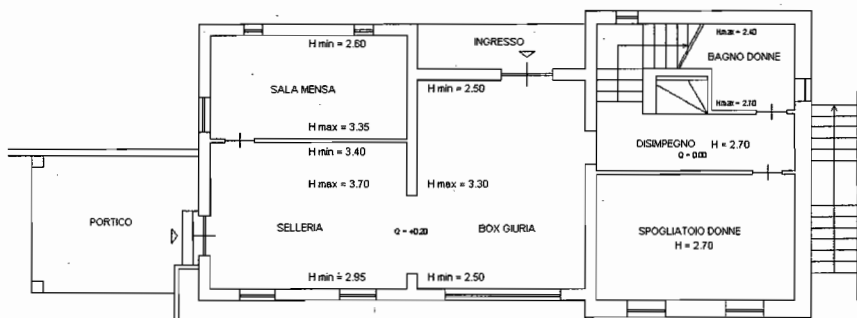 H min = 2.60
SALA MENSA
H max = 3.35
INGRESSO
H min = 2.50
Hmax = 2.40
BAGNO DONNE
Hmax = 2.70
H min = 3.40
H max = 3.70
SELLERIA
H min = 2.95
PORTICO
H max = 3.30
Q = +0.20
BOX GIURIA
H min = 2.50
DISIMPEGNO
H = 2.70
Q = 0.00
SPOGLIATOIO DONNE
H = 2.70